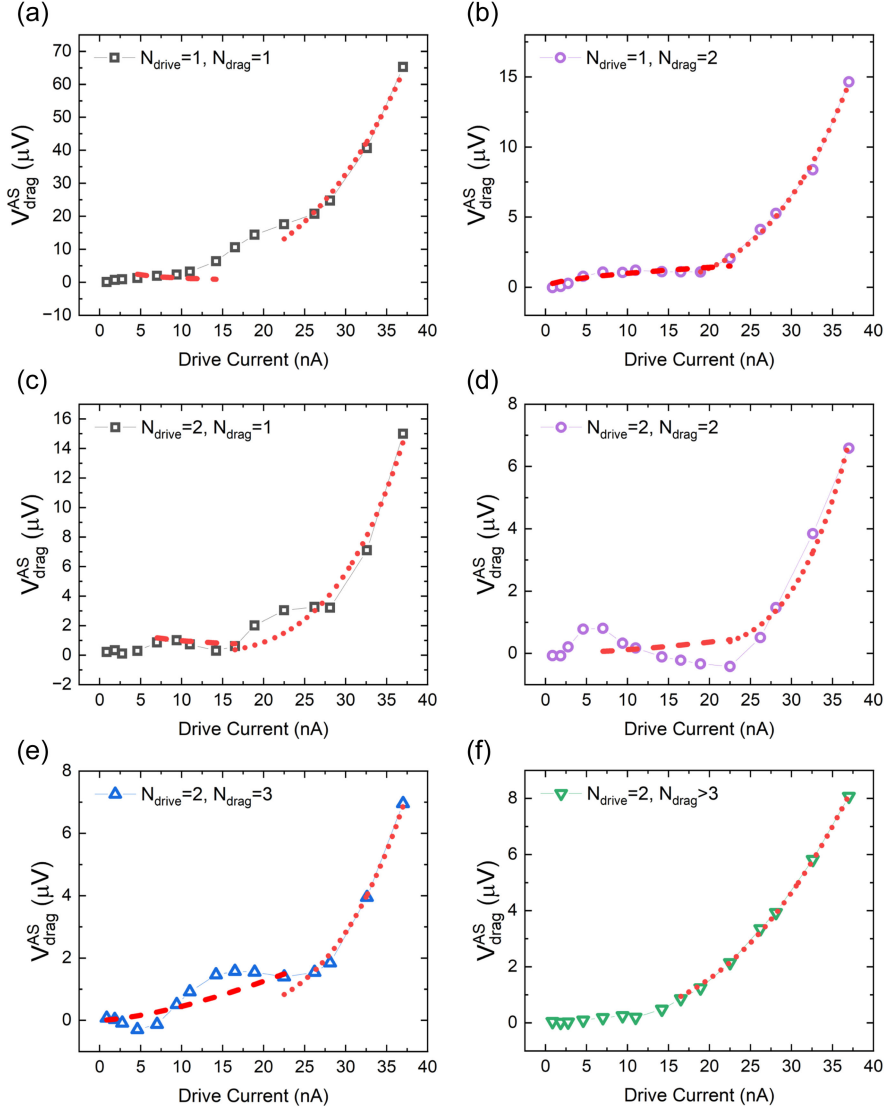 (a)
N_drive=1, N_drag=1
70
60
50
40
30
20
10
0
−10
V^AS_drag (μV)
0 5 10 15 20 25 30 35 40
Drive Current (nA)
(b)
N_drive=1, N_drag=2
15
10
5
0
V^AS_drag (μV)
0 5 10 15 20 25 30 35 40
Drive Current (nA)
(c)
N_drive=2, N_drag=1
16
14
12
10
8
6
4
2
0
−2
V^AS_drag (μV)
0 5 10 15 20 25 30 35 40
Drive Current (nA)
(d)
N_drive=2, N_drag=2
8
6
4
2
0
V^AS_drag (μV)
0 5 10 15 20 25 30 35 40
Drive Current (nA)
(e)
N_drive=2, N_drag=3
8
6
4
2
0
V^AS_drag (μV)
0 5 10 15 20 25 30 35 40
Drive Current (nA)
(f)
N_drive=2, N_drag>3
8
6
4
2
0
V^AS_drag (μV)
0 5 10 15 20 25 30 35 40
Drive Current (nA)